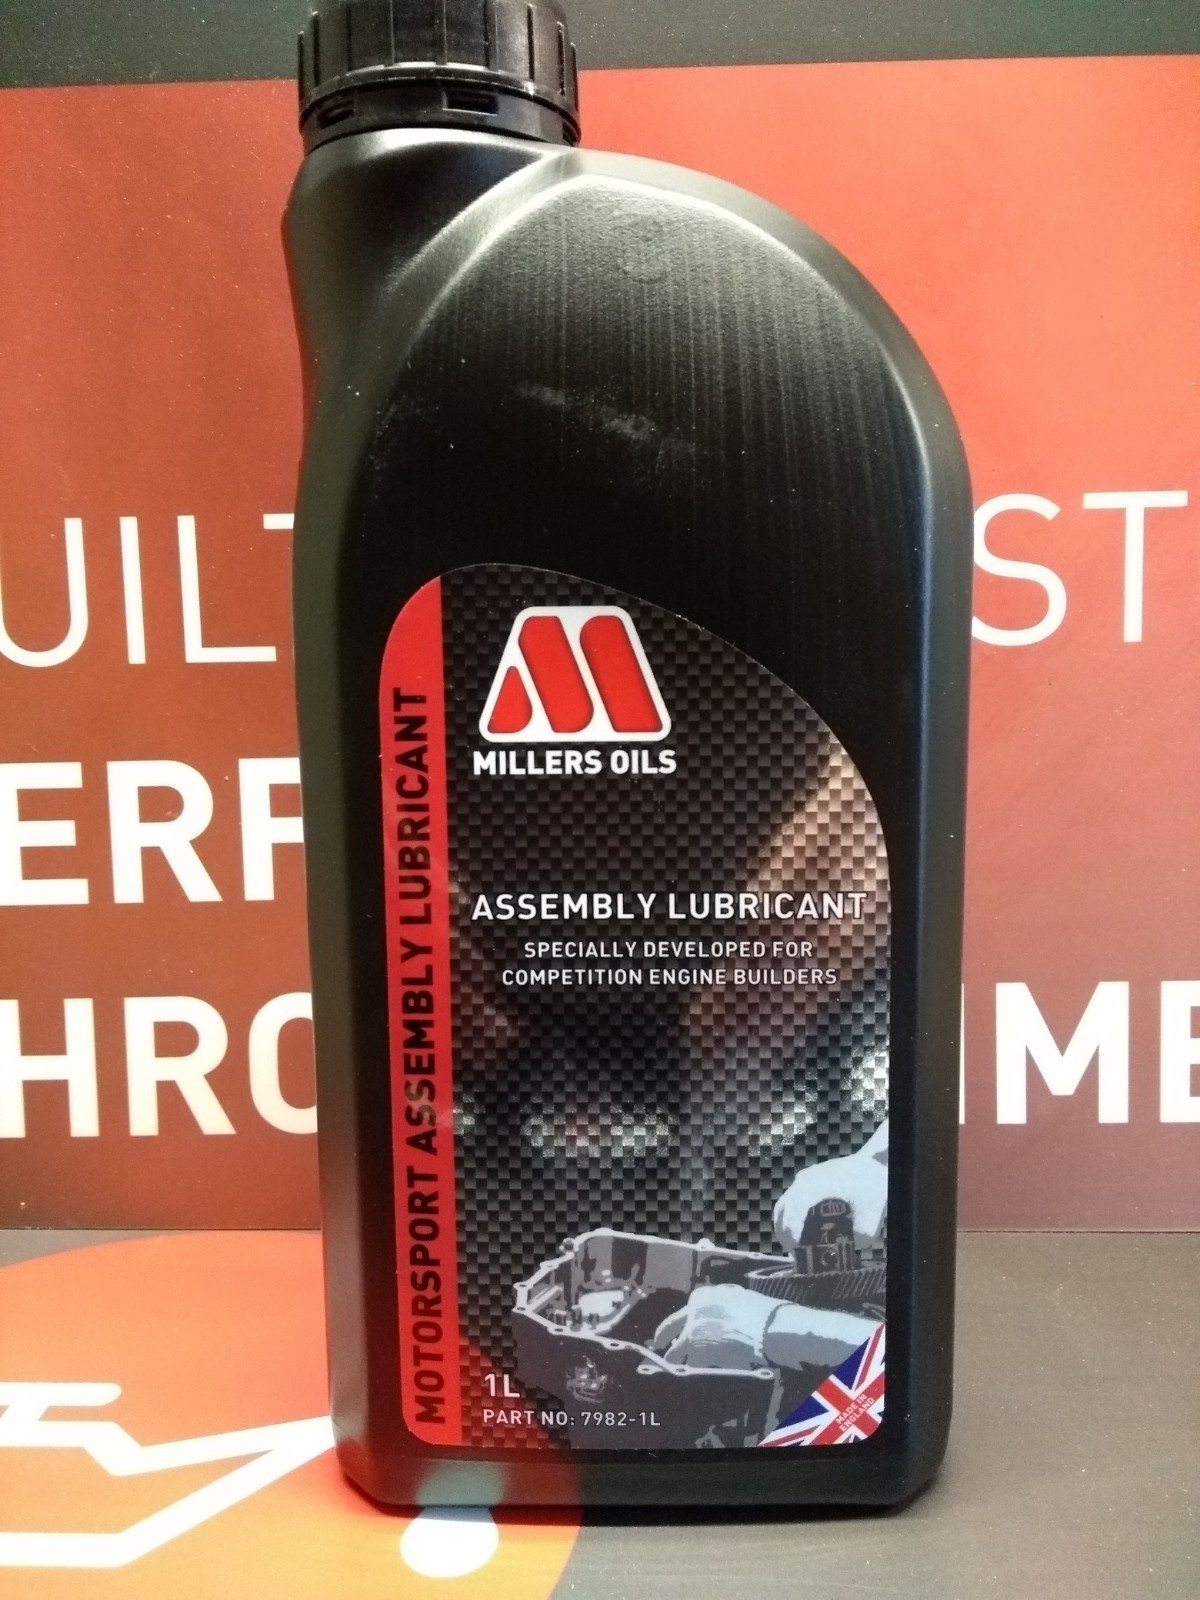 MILLERS OILS
MOTORSPORT ASSEMBLY LUBRICANT
ASSEMBLY LUBRICANT
SPECIALLY DEVELOPED FOR
COMPETITION ENGINE BUILDERS
1L
PART NO: 7982-1L
MADE IN
ENGLAND